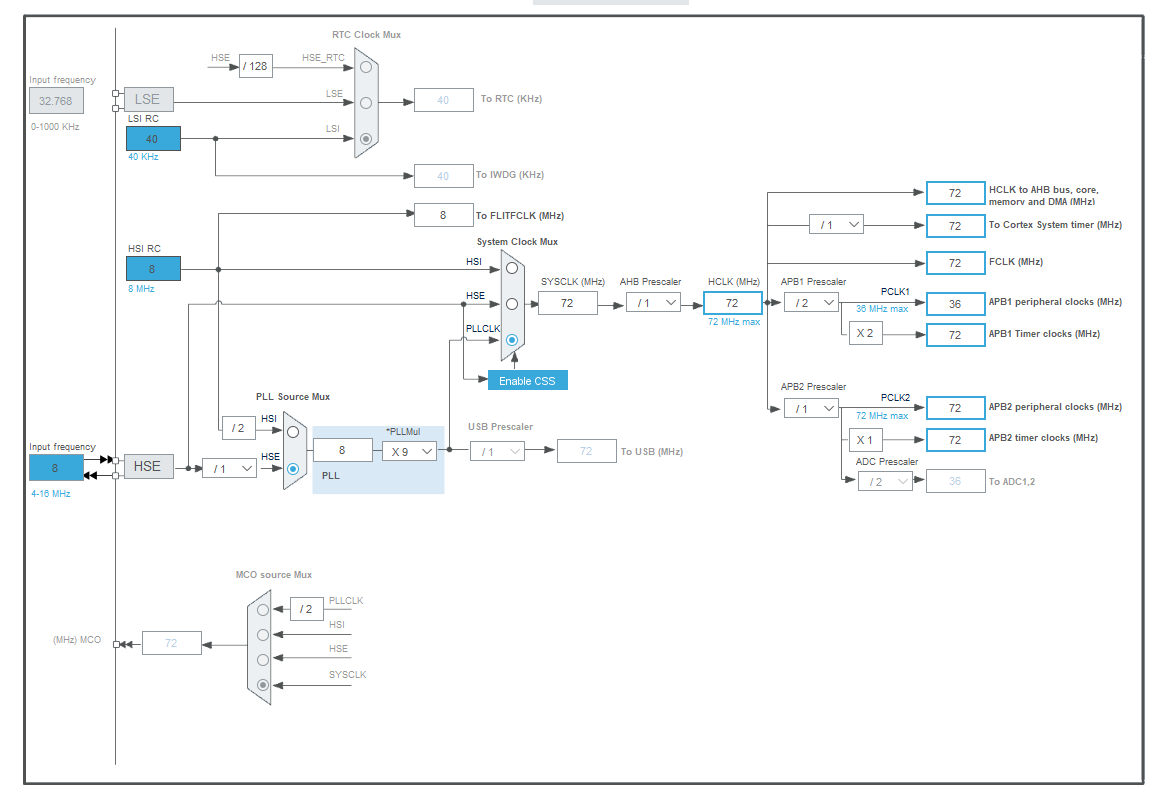 RTC Clock Mux
HSE
/ 128
HSE_RTC
Input frequency
32.768
0-1000 KHz
LSE
LSE
40
To RTC (KHz)
LSI RC
40
40 KHz
LSI
40
To IWDG (KHz)
8
To FLITFCLK (MHz)
HSI RC
8
8 MHz
System Clock Mux
HSI
HSE
PLLCLK
SYSCLK (MHz)
72
AHB Prescaler
/ 1
HCLK (MHz)
72
72 MHz max
72
HCLK to AHB bus, core,
memory and DMA (MHz)
/ 1
72
To Cortex System timer (MHz)
72
FCLK (MHz)
APB1 Prescaler
/ 2
PCLK1
36 MHz max
36
APB1 peripheral clocks (MHz)
X 2
72
APB1 Timer clocks (MHz)
Enable CSS
APB2 Prescaler
/ 1
PCLK2
72 MHz max
72
APB2 peripheral clocks (MHz)
X 1
72
APB2 timer clocks (MHz)
ADC Prescaler
/ 2
36
To ADC1,2
PLL Source Mux
/ 2
HSI
Input frequency
8
4-16 MHz
HSE
/ 1
HSE
8
*PLLMul
X 9
PLL
USB Prescaler
/ 1
72
To USB (MHz)
MCO source Mux
/ 2
PLLCLK
HSI
HSE
SYSCLK
(MHz) MCO
72